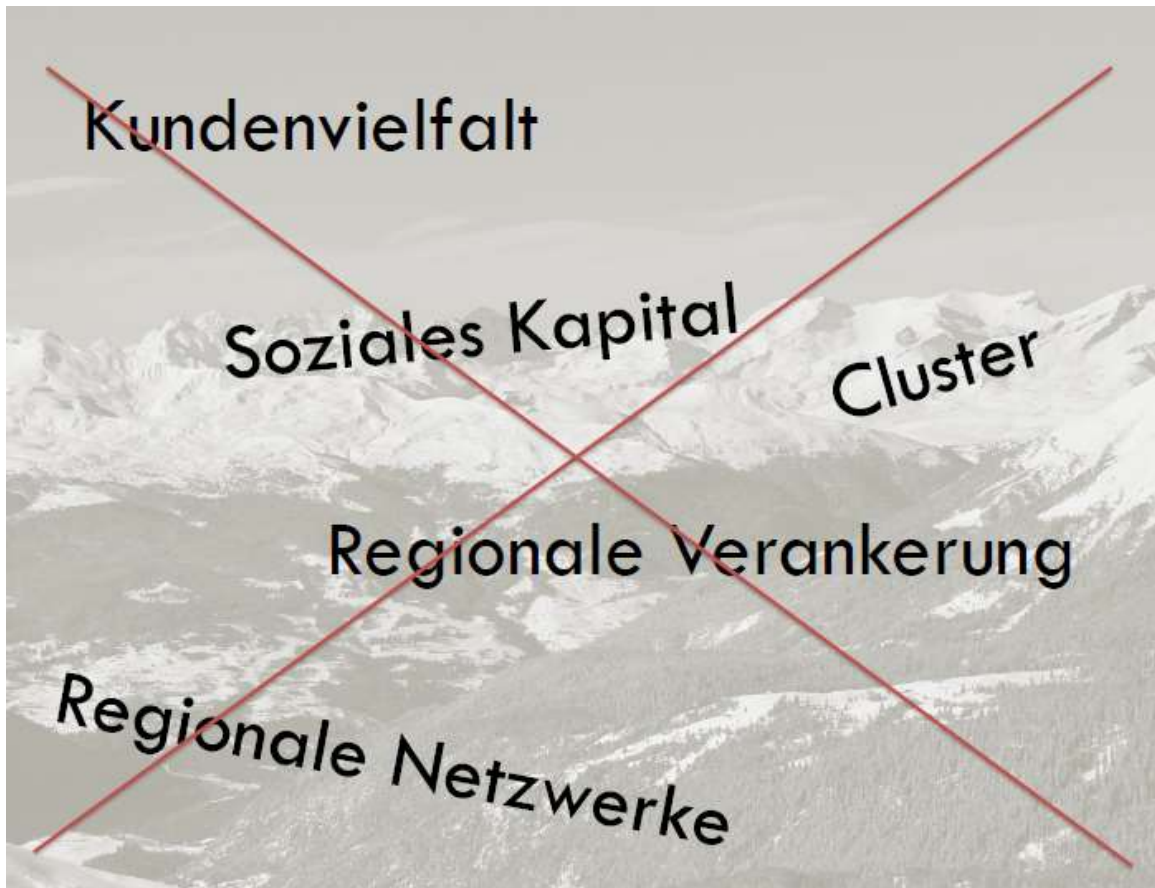 Kundenvielfalt
Soziales Kapital
Cluster
Regionale Verankerung
Regionale Netzwerke